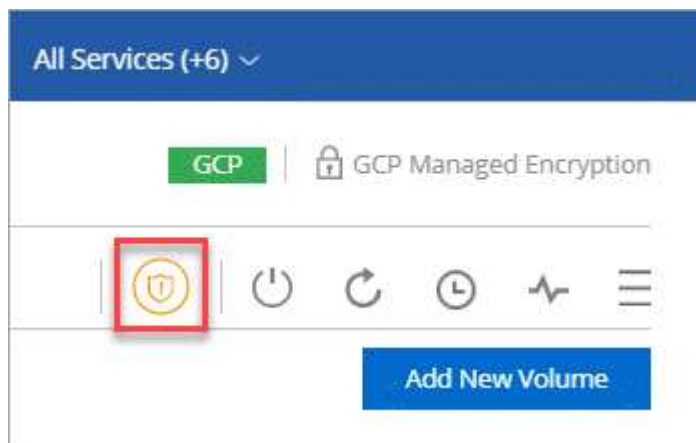 All Services (+6)
GCP
GCP Managed Encryption
Add New Volume